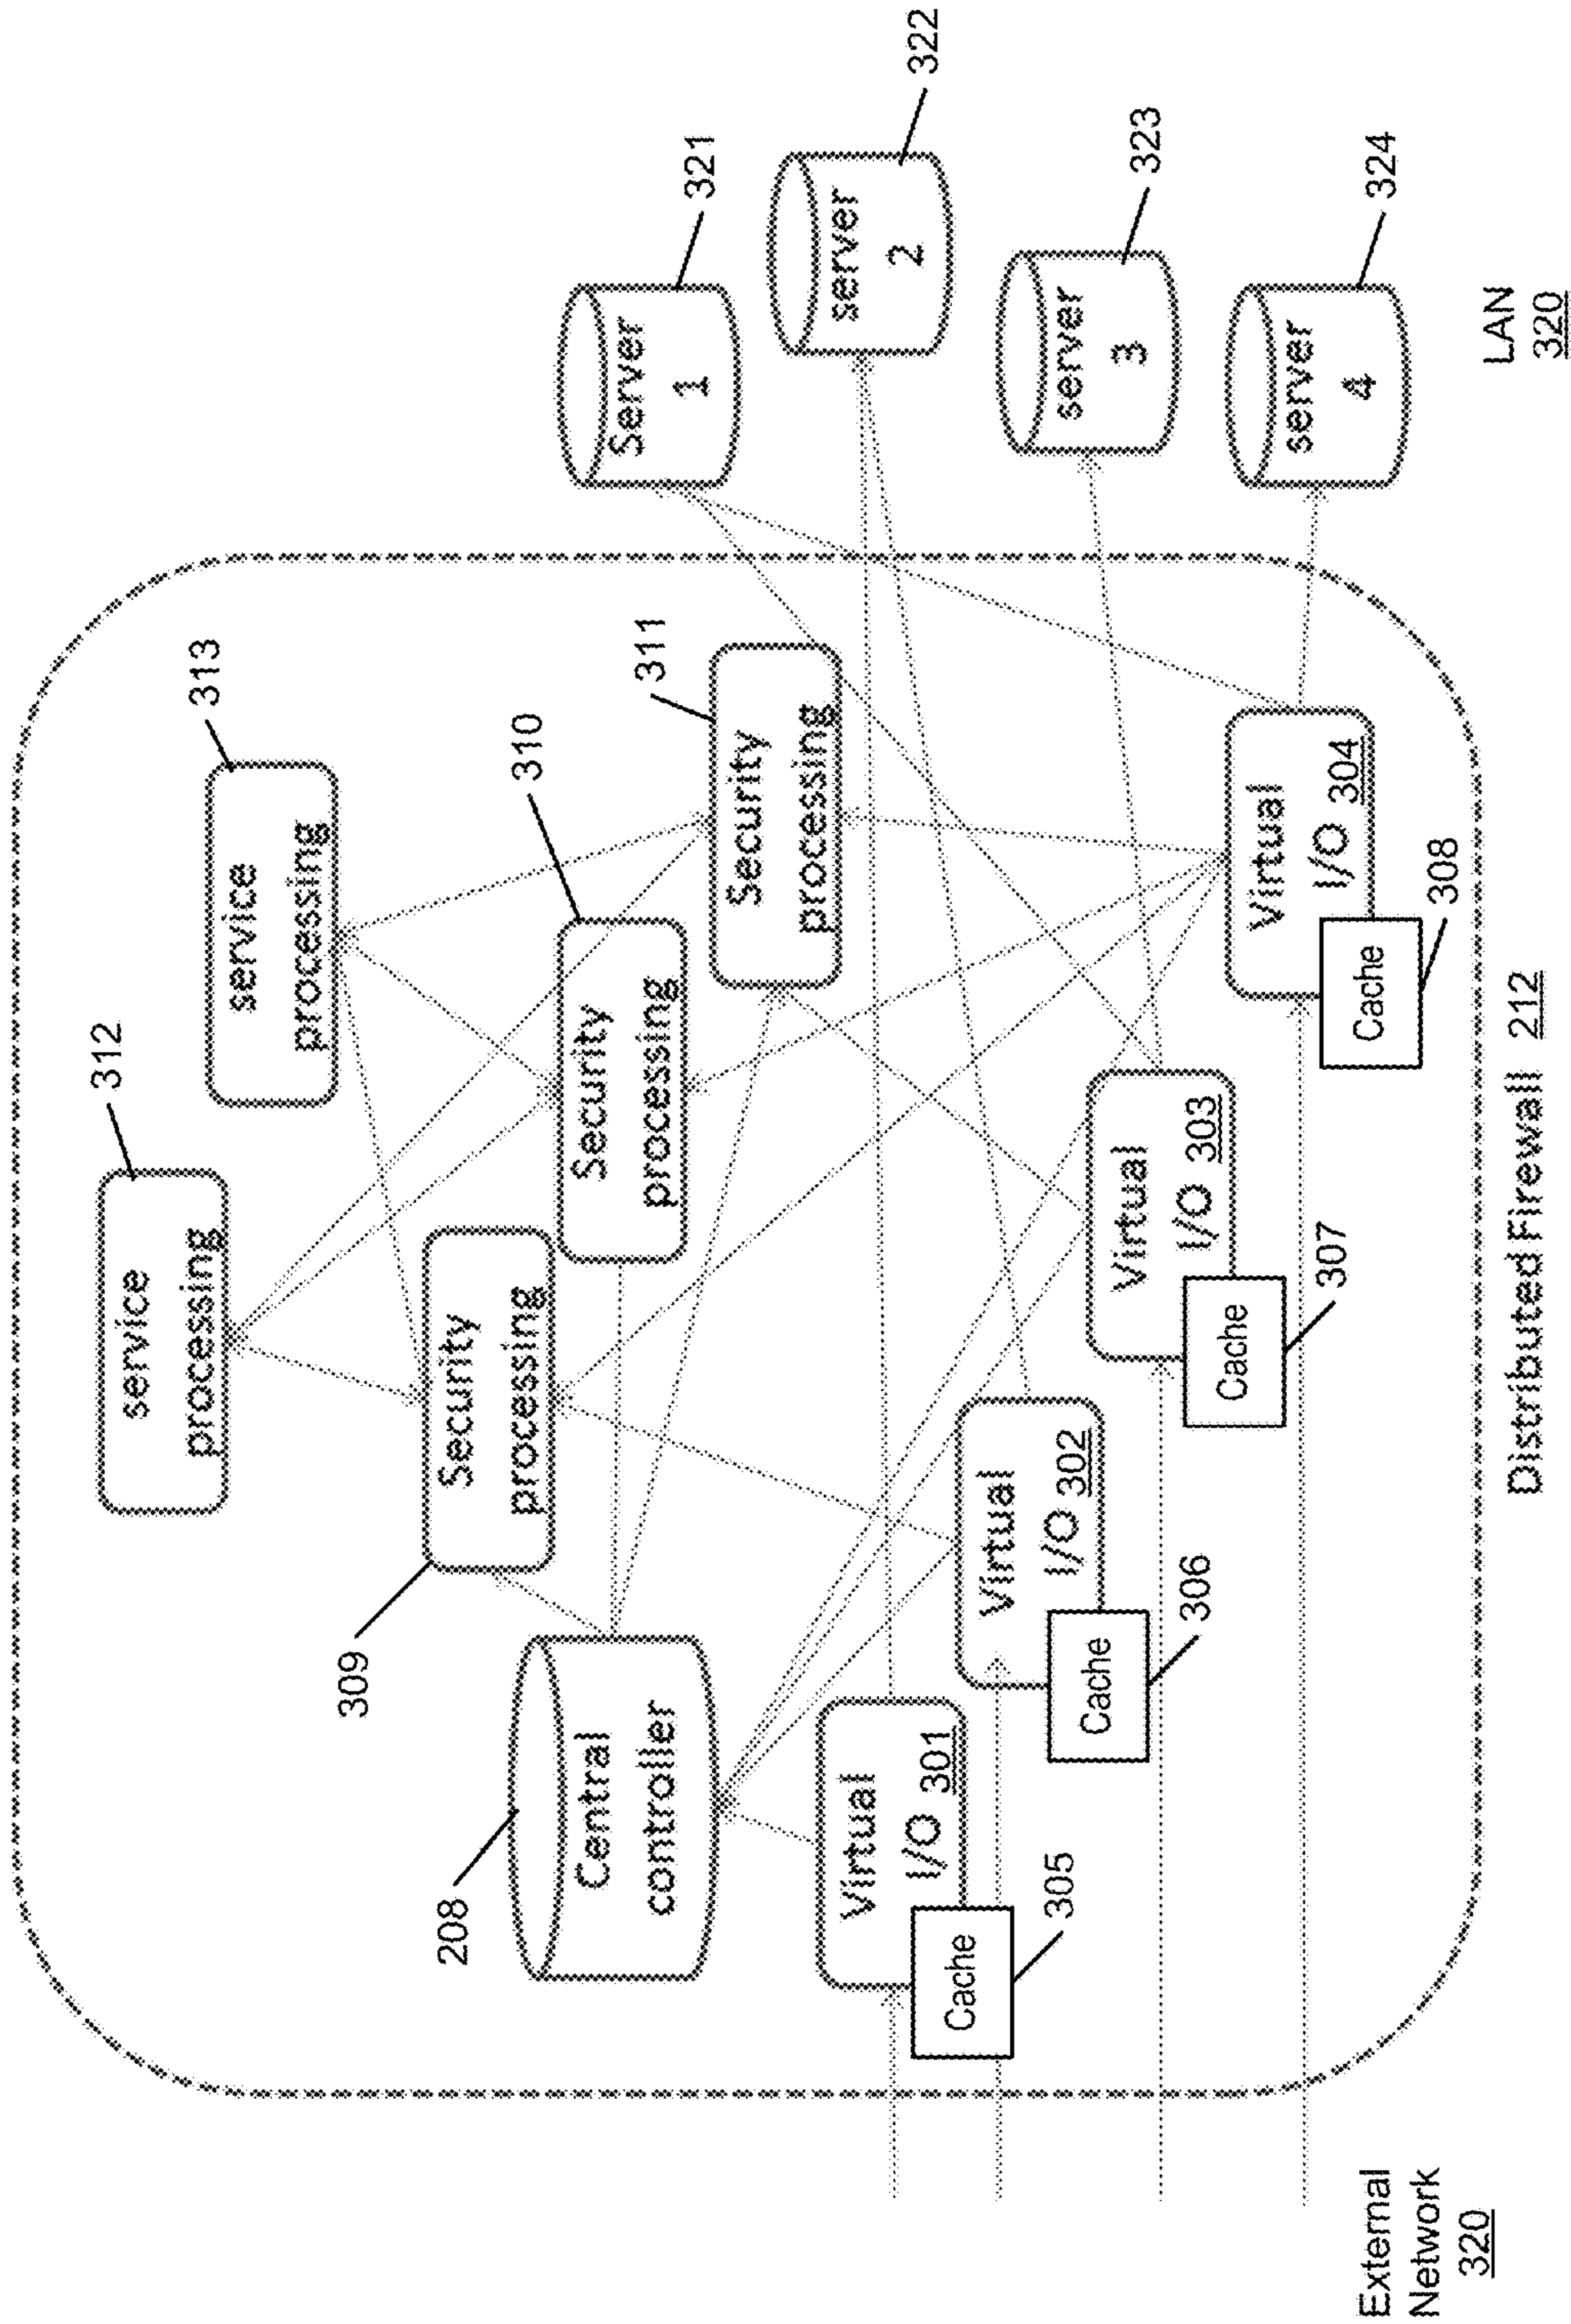 312
service
processing
313
service
processing
309
Security
processing
310
Security
processing
311
Security
processing
208
Central
controller
Virtual
I/O 301
Cache
305
Virtual
I/O 302
Cache
306
Virtual
I/O 303
Cache
307
Virtual
I/O 304
Cache
308
Server
1
321
server
2
322
server
3
323
server
4
324
External
Network
320
Distributed Firewall 212
LAN
320